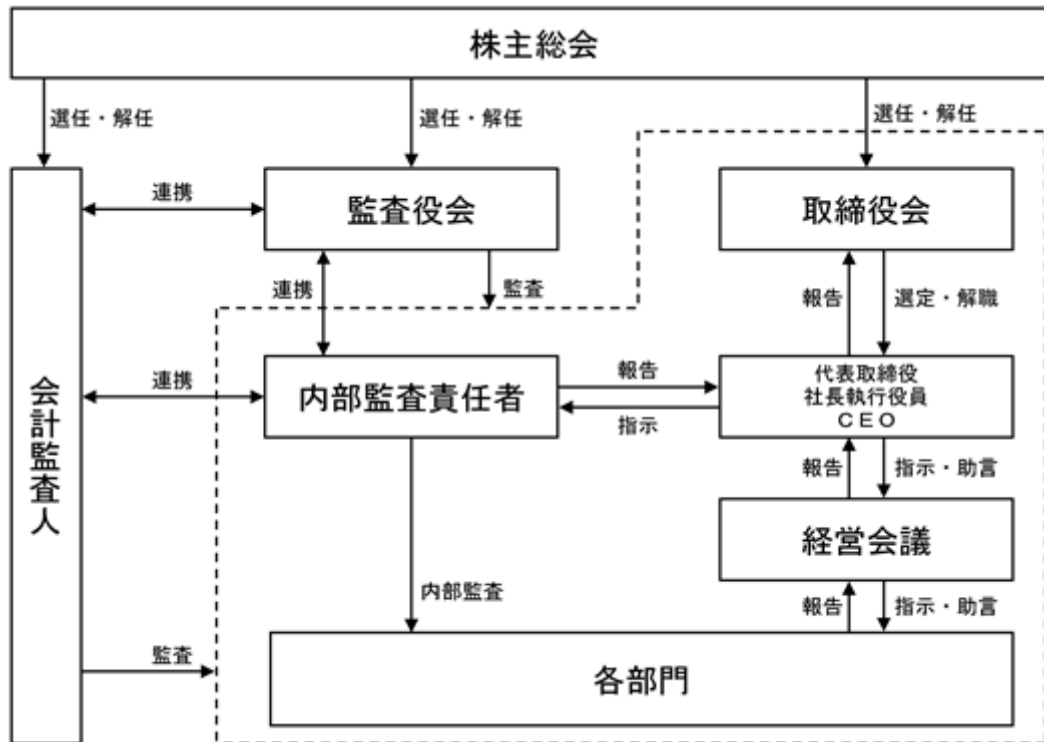 株主総会
選任・解任
選任・解任
選任・解任
連携
監査役会
取締役会
連携
監査
報告
選定・解職
会計監査人
連携
内部監査責任者
報告
指示
代表取締役
社長執行役員
CEO
報告
指示・助言
経営会議
内部監査
報告
指示・助言
監査
各部門